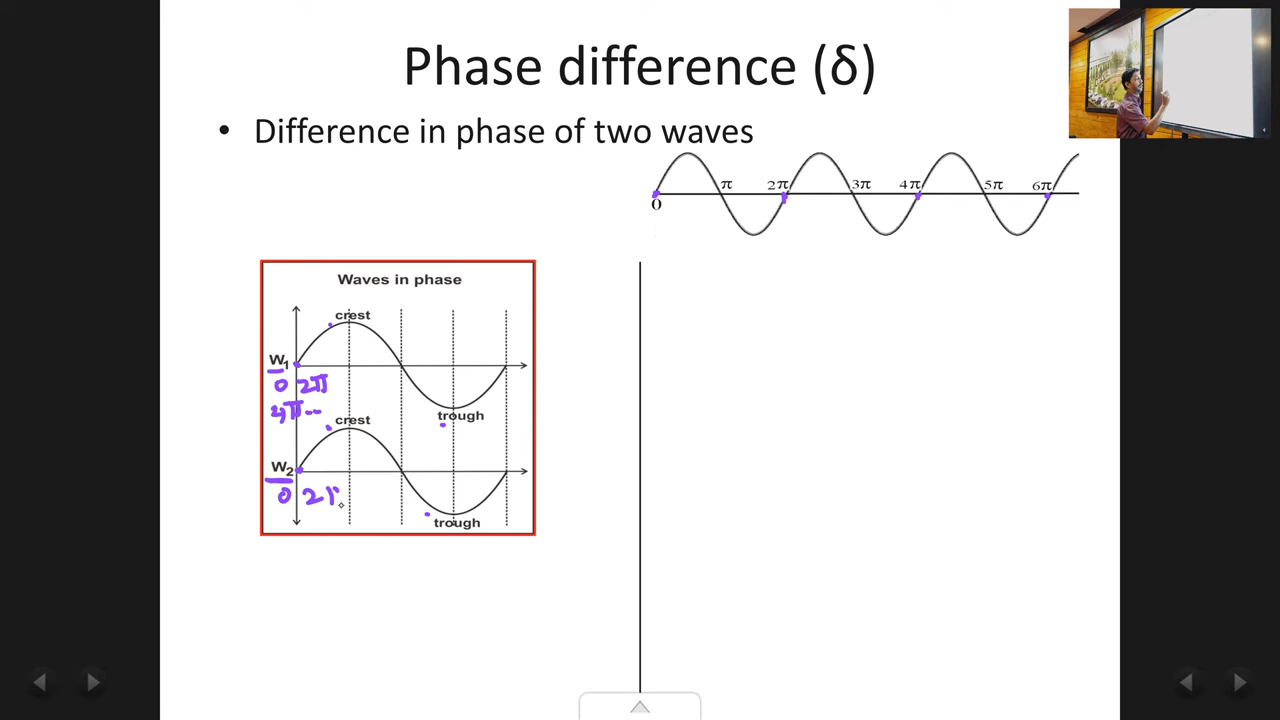 Phase difference (δ)
• Difference in phase of two waves
π 2π 3π 4π 5π 6π
0
Waves in phase
crest
W1
0 2π
4π--
trough
crest
W2
0 2π
trough